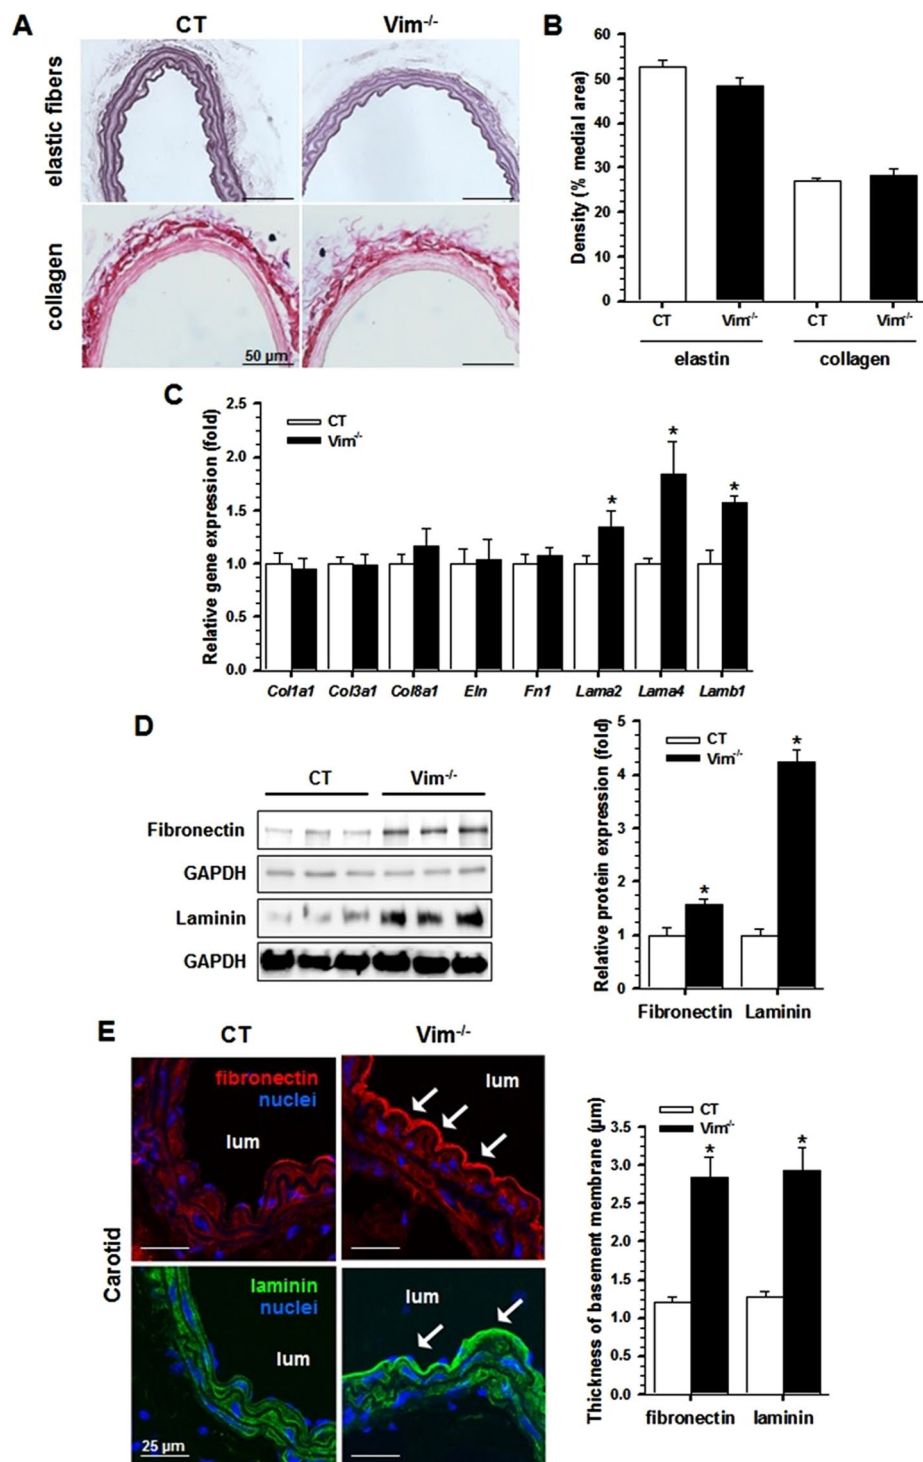 A
CT
Vim-/-
elastic fibers
collagen
50 µm
B
Density (% medial area)
60
50
40
30
20
10
0
CT
Vim-/-
CT
Vim-/-
elastin
collagen
C
Relative gene expression (fold)
2.5
2.0
1.5
1.0
0.5
0.0
CT
Vim-/-
*
*
*
Col1a1
Col3a1
Col8a1
Eln
Fn1
Lama2
Lama4
Lamb1
D
CT
Vim-/-
Fibronectin
GAPDH
Laminin
GAPDH
Relative protein expression (fold)
5
4
3
2
1
0
CT
Vim-/-
*
*
Fibronectin
Laminin
E
CT
Vim-/-
Carotid
fibronectin
nuclei
lum
lum
laminin
nuclei
lum
25 µm
lum
Thickness of basement membrane (µm)
3.5
3.0
2.5
2.0
1.5
1.0
0.5
0.0
CT
Vim-/-
*
*
fibronectin
laminin